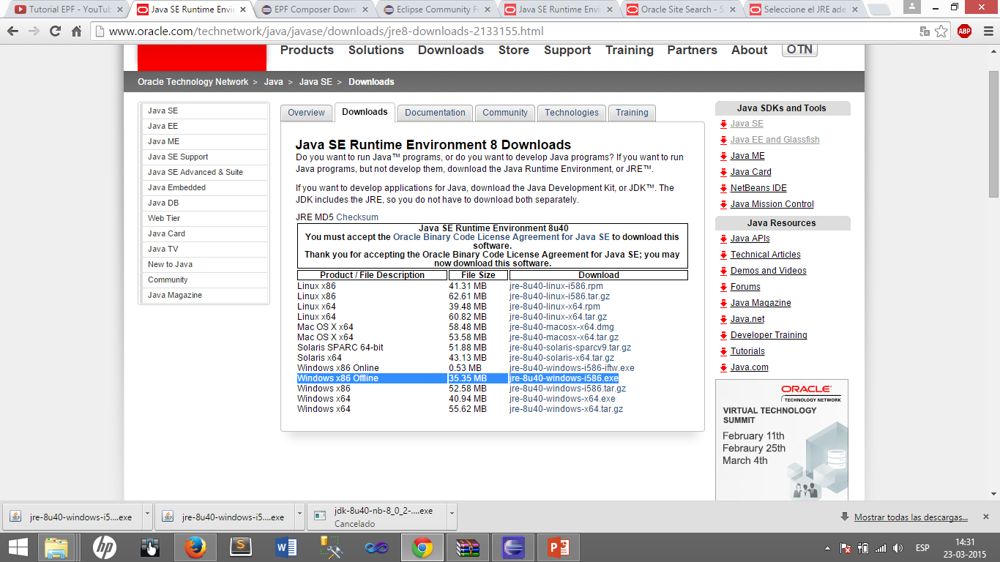 Tutorial EPF - YouTub
Java SE Runtime Envi
EPF Composer Down
Eclipse Community F
Java SE Runtime Envi
Oracle Site Search - S
Seleccione el JRE ade
www.oracle.com/technetwork/java/javase/downloads/jre8-downloads-2133155.html
ABP
Products Solutions Downloads Store Support Training Partners About OTN
Oracle Technology Network > Java > Java SE > Downloads
Java SE
Java EE
Java ME
Java SE Support
Java SE Advanced & Suite
Java Embedded
Java DB
Web Tier
Java Card
Java TV
New to Java
Community
Java Magazine
Overview Downloads Documentation Community Technologies Training
Java SE Runtime Environment 8 Downloads
Do you want to run Java™ programs, or do you want to develop Java programs? If you want to run
Java programs, but not develop them, download the Java Runtime Environment, or JRE™.
If you want to develop applications for Java, download the Java Development Kit, or JDK™. The
JDK includes the JRE, so you do not have to download both separately.
JRE MD5 Checksum
Java SE Runtime Environment 8u40
You must accept the Oracle Binary Code License Agreement for Java SE to download this
software.
Thank you for accepting the Oracle Binary Code License Agreement for Java SE; you may
now download this software.
Product / File Description File Size Download
Linux x86 41.31 MB jre-8u40-linux-i586.rpm
Linux x86 62.61 MB jre-8u40-linux-i586.tar.gz
Linux x64 39.48 MB jre-8u40-linux-x64.rpm
Linux x64 60.82 MB jre-8u40-linux-x64.tar.gz
Mac OS X x64 58.48 MB jre-8u40-macosx-x64.dmg
Mac OS X x64 53.58 MB jre-8u40-macosx-x64.tar.gz
Solaris SPARC 64-bit 51.88 MB jre-8u40-solaris-sparcv9.tar.gz
Solaris x64 43.13 MB jre-8u40-solaris-x64.tar.gz
Windows x86 Online 0.53 MB jre-8u40-windows-i586-iftw.exe
Windows x86 Offline 35.35 MB jre-8u40-windows-i586.exe
Windows x86 52.58 MB jre-8u40-windows-i586.tar.gz
Windows x64 40.94 MB jre-8u40-windows-x64.exe
Windows x64 55.62 MB jre-8u40-windows-x64.tar.gz
Java SDKs and Tools
Java SE
Java EE and Glassfish
Java ME
Java Card
NetBeans IDE
Java Mission Control
Java Resources
Java APIs
Technical Articles
Demos and Videos
Forums
Java Magazine
Java.net
Developer Training
Tutorials
Java.com
ORACLE
TECHNOLOGY NETWORK
VIRTUAL TECHNOLOGY
SUMMIT
February 11th
Febraury 25th
March 4th
jre-8u40-windows-i5....exe
jre-8u40-windows-i5....exe
jdk-8u40-nb-8_0_2-....exe
Cancelado
Mostrar todas las descargas...
hp
S
W
P
ESP
14:31
23-03-2015